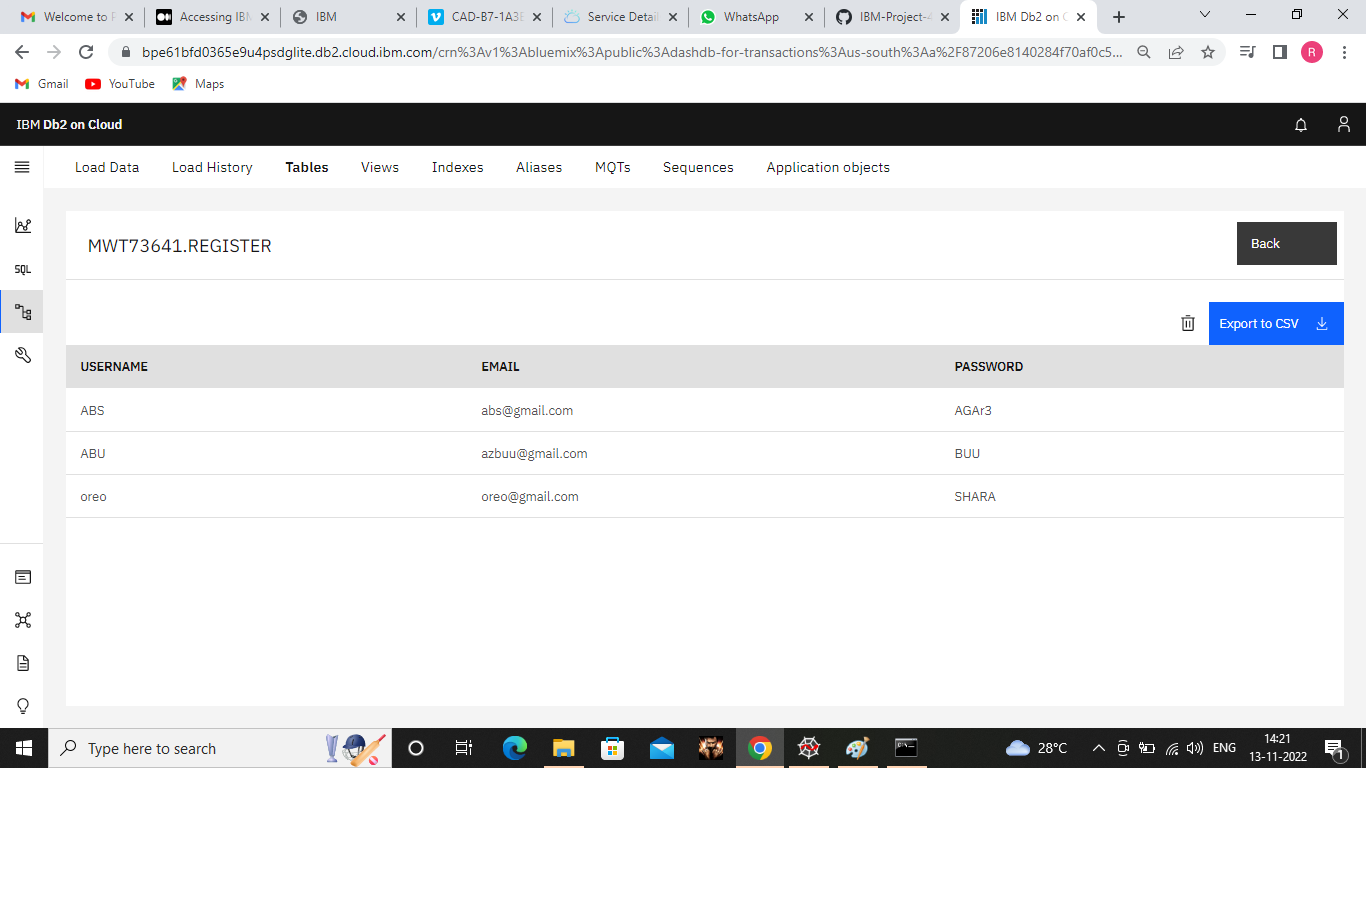 Welcome to P
Accessing IBM
IBM
CAD-B7-1A3E
Service Detail
WhatsApp
IBM-Project-4
IBM Db2 on C
bpe61bfd0365e9u4psdglite.db2.cloud.ibm.com/crn%3Av1%3Abluemix%3Apublic%3Adashdb-for-transactions%3Aus-south%3Aa%2F87206e8140284f70af0c5...
R
Gmail
YouTube
Maps
IBM Db2 on Cloud
Load Data
Load History
Tables
Views
Indexes
Aliases
MQTs
Sequences
Application objects
SQL
MWT73641.REGISTER
Back
Export to CSV
USERNAME EMAIL PASSWORD
ABS abs@gmail.com AGAr3
ABU azbuu@gmail.com BUU
oreo oreo@gmail.com SHARA
Type here to search
28°C
ENG
14:21
13-11-2022
1